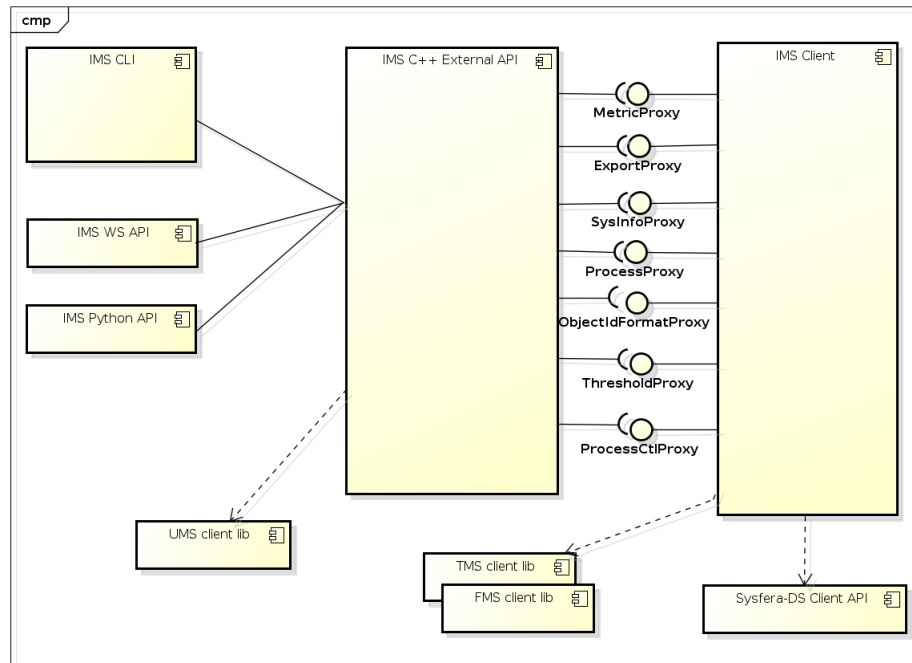 cmp
IMS CLI
IMS C++ External API
IMS Client
MetricProxy
ExportProxy
SysInfoProxy
IMS WS API
ProcessProxy
IMS Python API
ObjectIdFormatProxy
ThresholdProxy
ProcessCtlProxy
UMS client lib
TMS client lib
FMS client lib
Sysfera-DS Client API